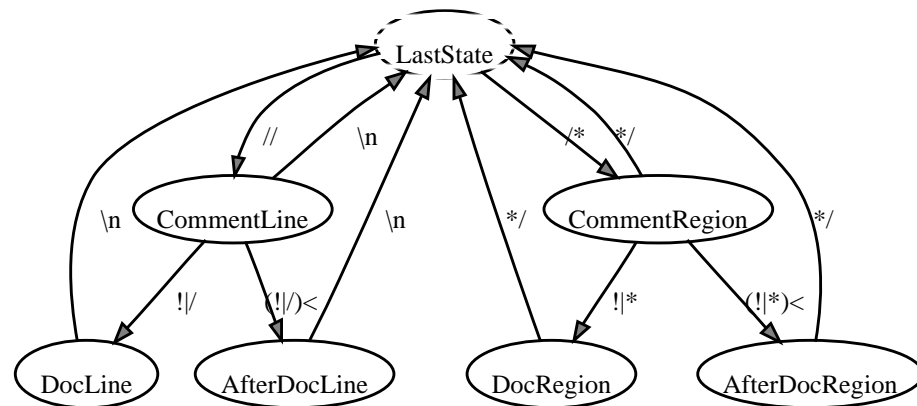 LastState
// \n /* */
CommentLine CommentRegion
\n \n */ */
!|/ (!|/)< !|* (!|*)<
DocLine AfterDocLine DocRegion AfterDocRegion